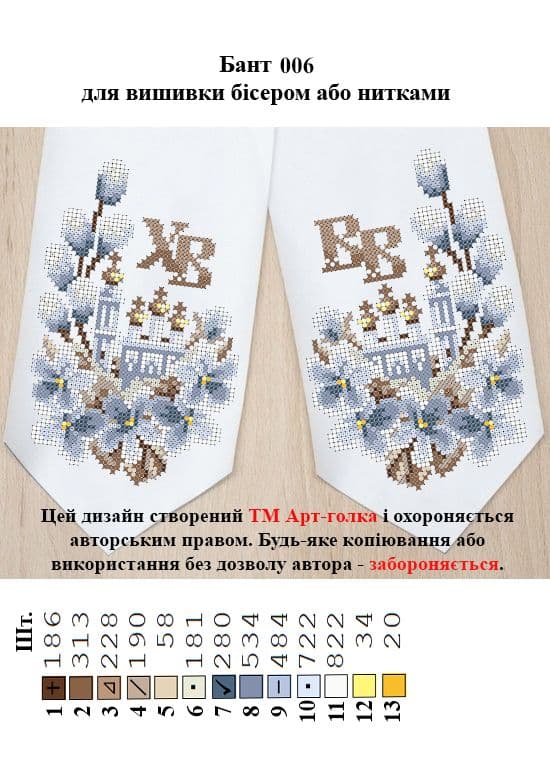 Бант 006
для вишивки бісером або нитками
ХВ
ВВ
Цей дизайн створений ТМ Арт-голка і охороняється
авторським правом. Будь-яке копіювання або
використання без дозволу автора - забороняється.
Шт.
186 313 228 190 58 181 280 534 484 722 822 34 20
1 2 3 4 5 6 7 8 9 10 11 12 13